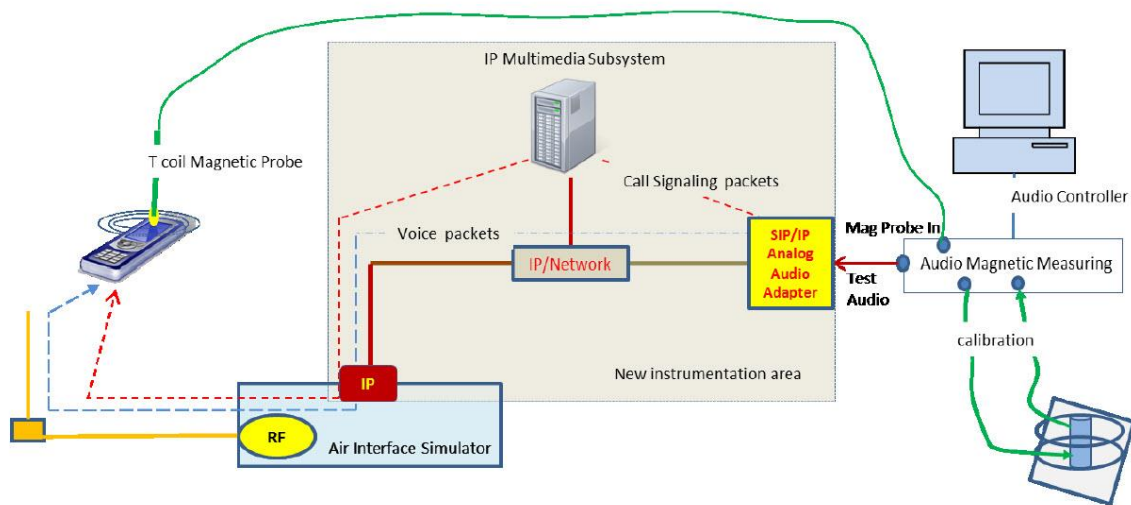 IP Multimedia Subsystem
T coil Magnetic Probe
Call Signaling packets
Audio Controller
Voice packets
Mag Probe In
SIP/IP
Analog
Audio
Adapter
IP/Network
Audio Magnetic Measuring
Test
Audio
calibration
New instrumentation area
IP
RF
Air Interface Simulator